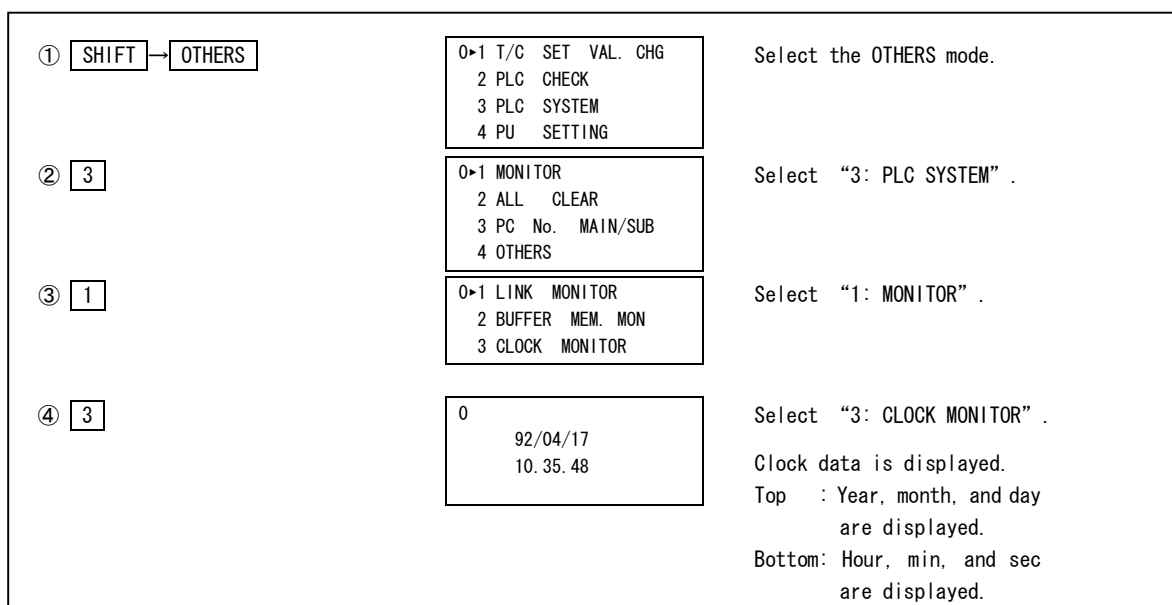 ① SHIFT → OTHERS
0▸1 T/C SET VAL. CHG
2 PLC CHECK
3 PLC SYSTEM
4 PU SETTING
Select the OTHERS mode.
② 3
0▸1 MONITOR
2 ALL CLEAR
3 PC No. MAIN/SUB
4 OTHERS
Select “3: PLC SYSTEM”.
③ 1
0▸1 LINK MONITOR
2 BUFFER MEM. MON
3 CLOCK MONITOR
Select “1: MONITOR”.
④ 3
0
92/04/17
10.35.48
Select “3: CLOCK MONITOR”.
Clock data is displayed.
Top : Year, month, and day
are displayed.
Bottom: Hour, min, and sec
are displayed.